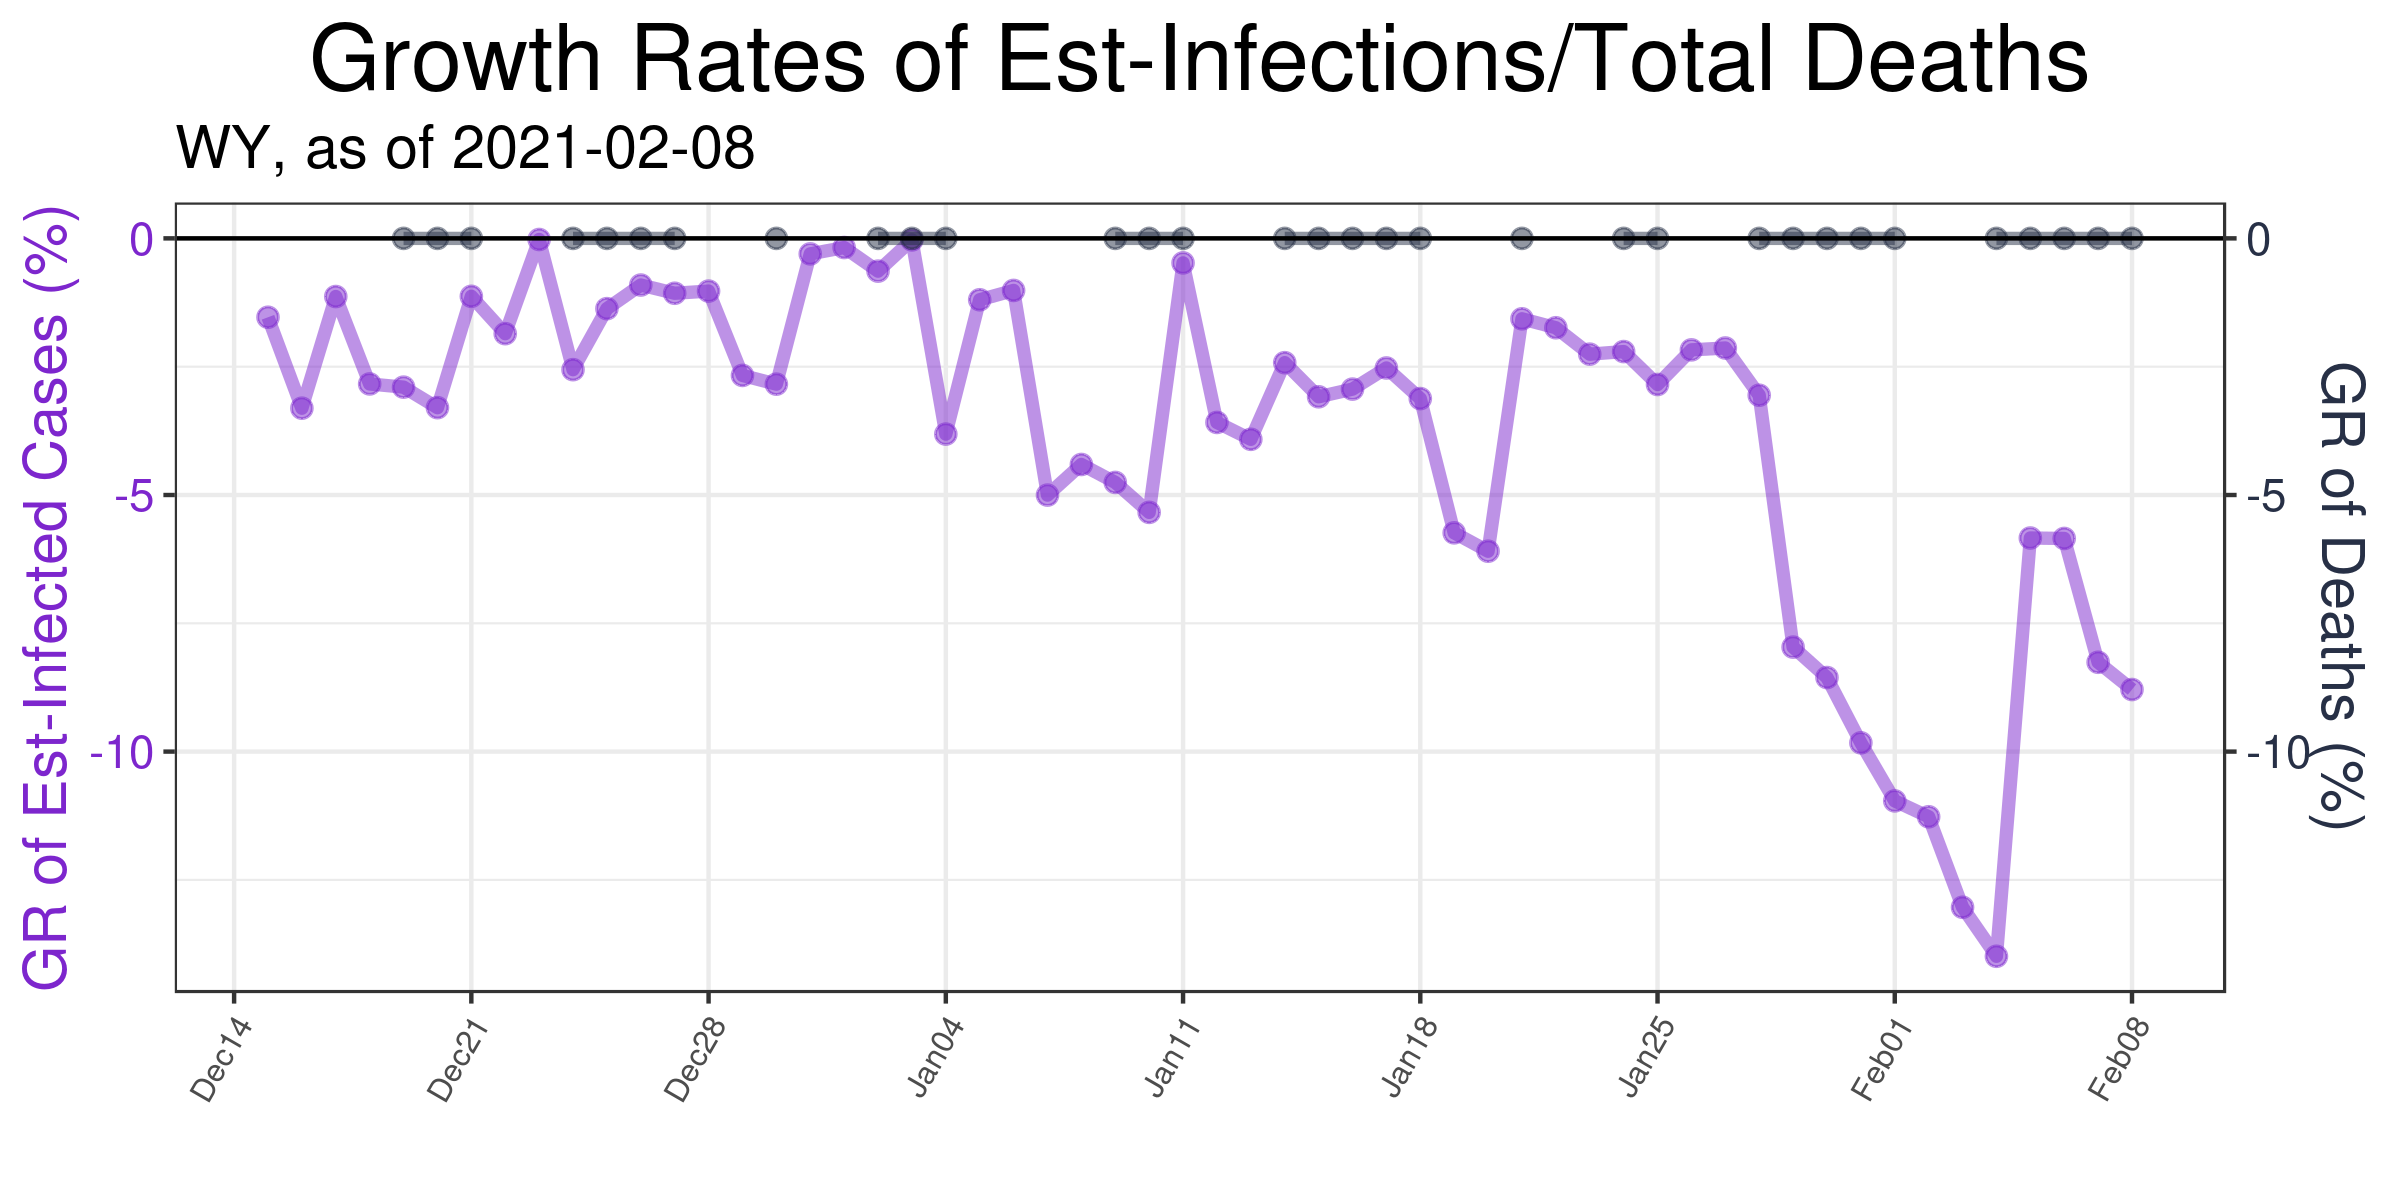 Growth Rates of Est-Infections/Total Deaths
WY, as of 2021-02-08
GR of Est-Infected Cases (%)
0
-5
-10
0
-5
-10
GR of Deaths (%)
Dec14
Dec21
Dec28
Jan04
Jan11
Jan18
Jan25
Feb01
Feb08